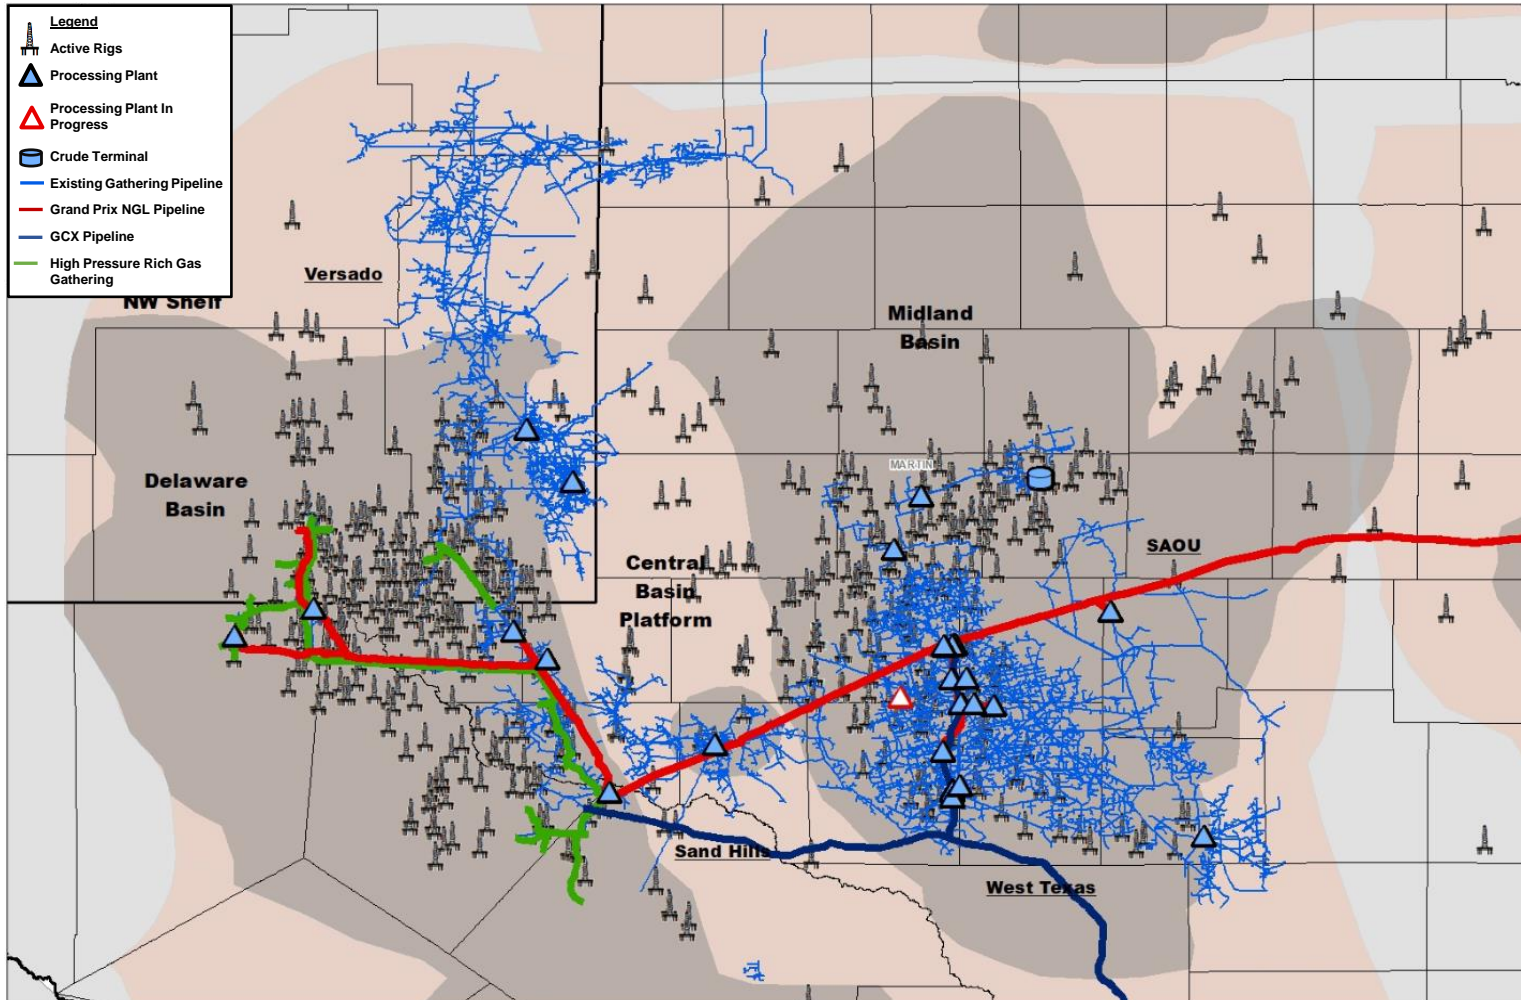 Legend
Active Rigs
Processing Plant
Processing Plant In
Progress
Crude Terminal
Existing Gathering Pipeline
Grand Prix NGL Pipeline
GCX Pipeline
High Pressure Rich Gas
Gathering
NW Shelf
Versado
Midland
Basin
MARTIN
Delaware
Basin
SAOU
Central
Basin
Platform
Sand Hills
West Texas